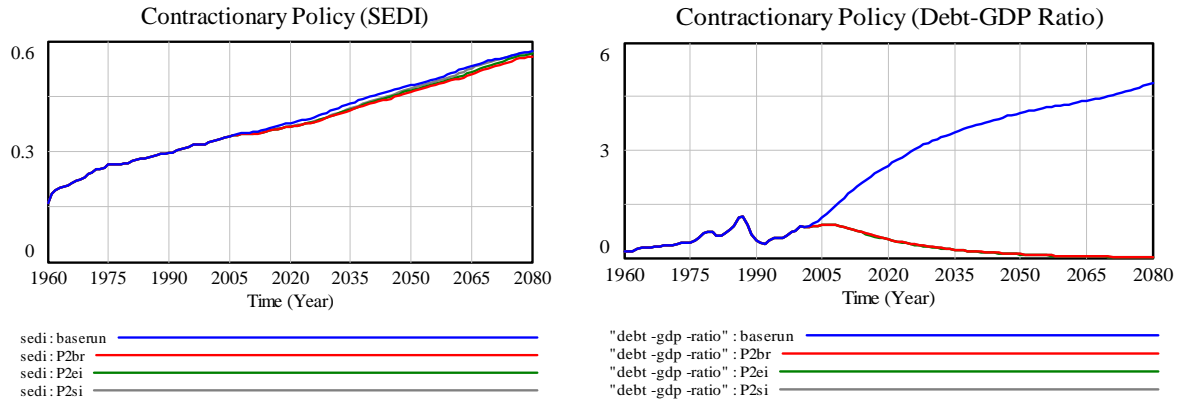 Contractionary Policy (SEDI)
0.6
0.3
0
1960 1975 1990 2005 2020 2035 2050 2065 2080
Time (Year)
sedi : baserun
sedi : P2br
sedi : P2ei
sedi : P2si
Contractionary Policy (Debt-GDP Ratio)
6
3
0
1960 1975 1990 2005 2020 2035 2050 2065 2080
Time (Year)
"debt -gdp -ratio" : baserun
"debt -gdp -ratio" : P2br
"debt -gdp -ratio" : P2ei
"debt -gdp -ratio" : P2si